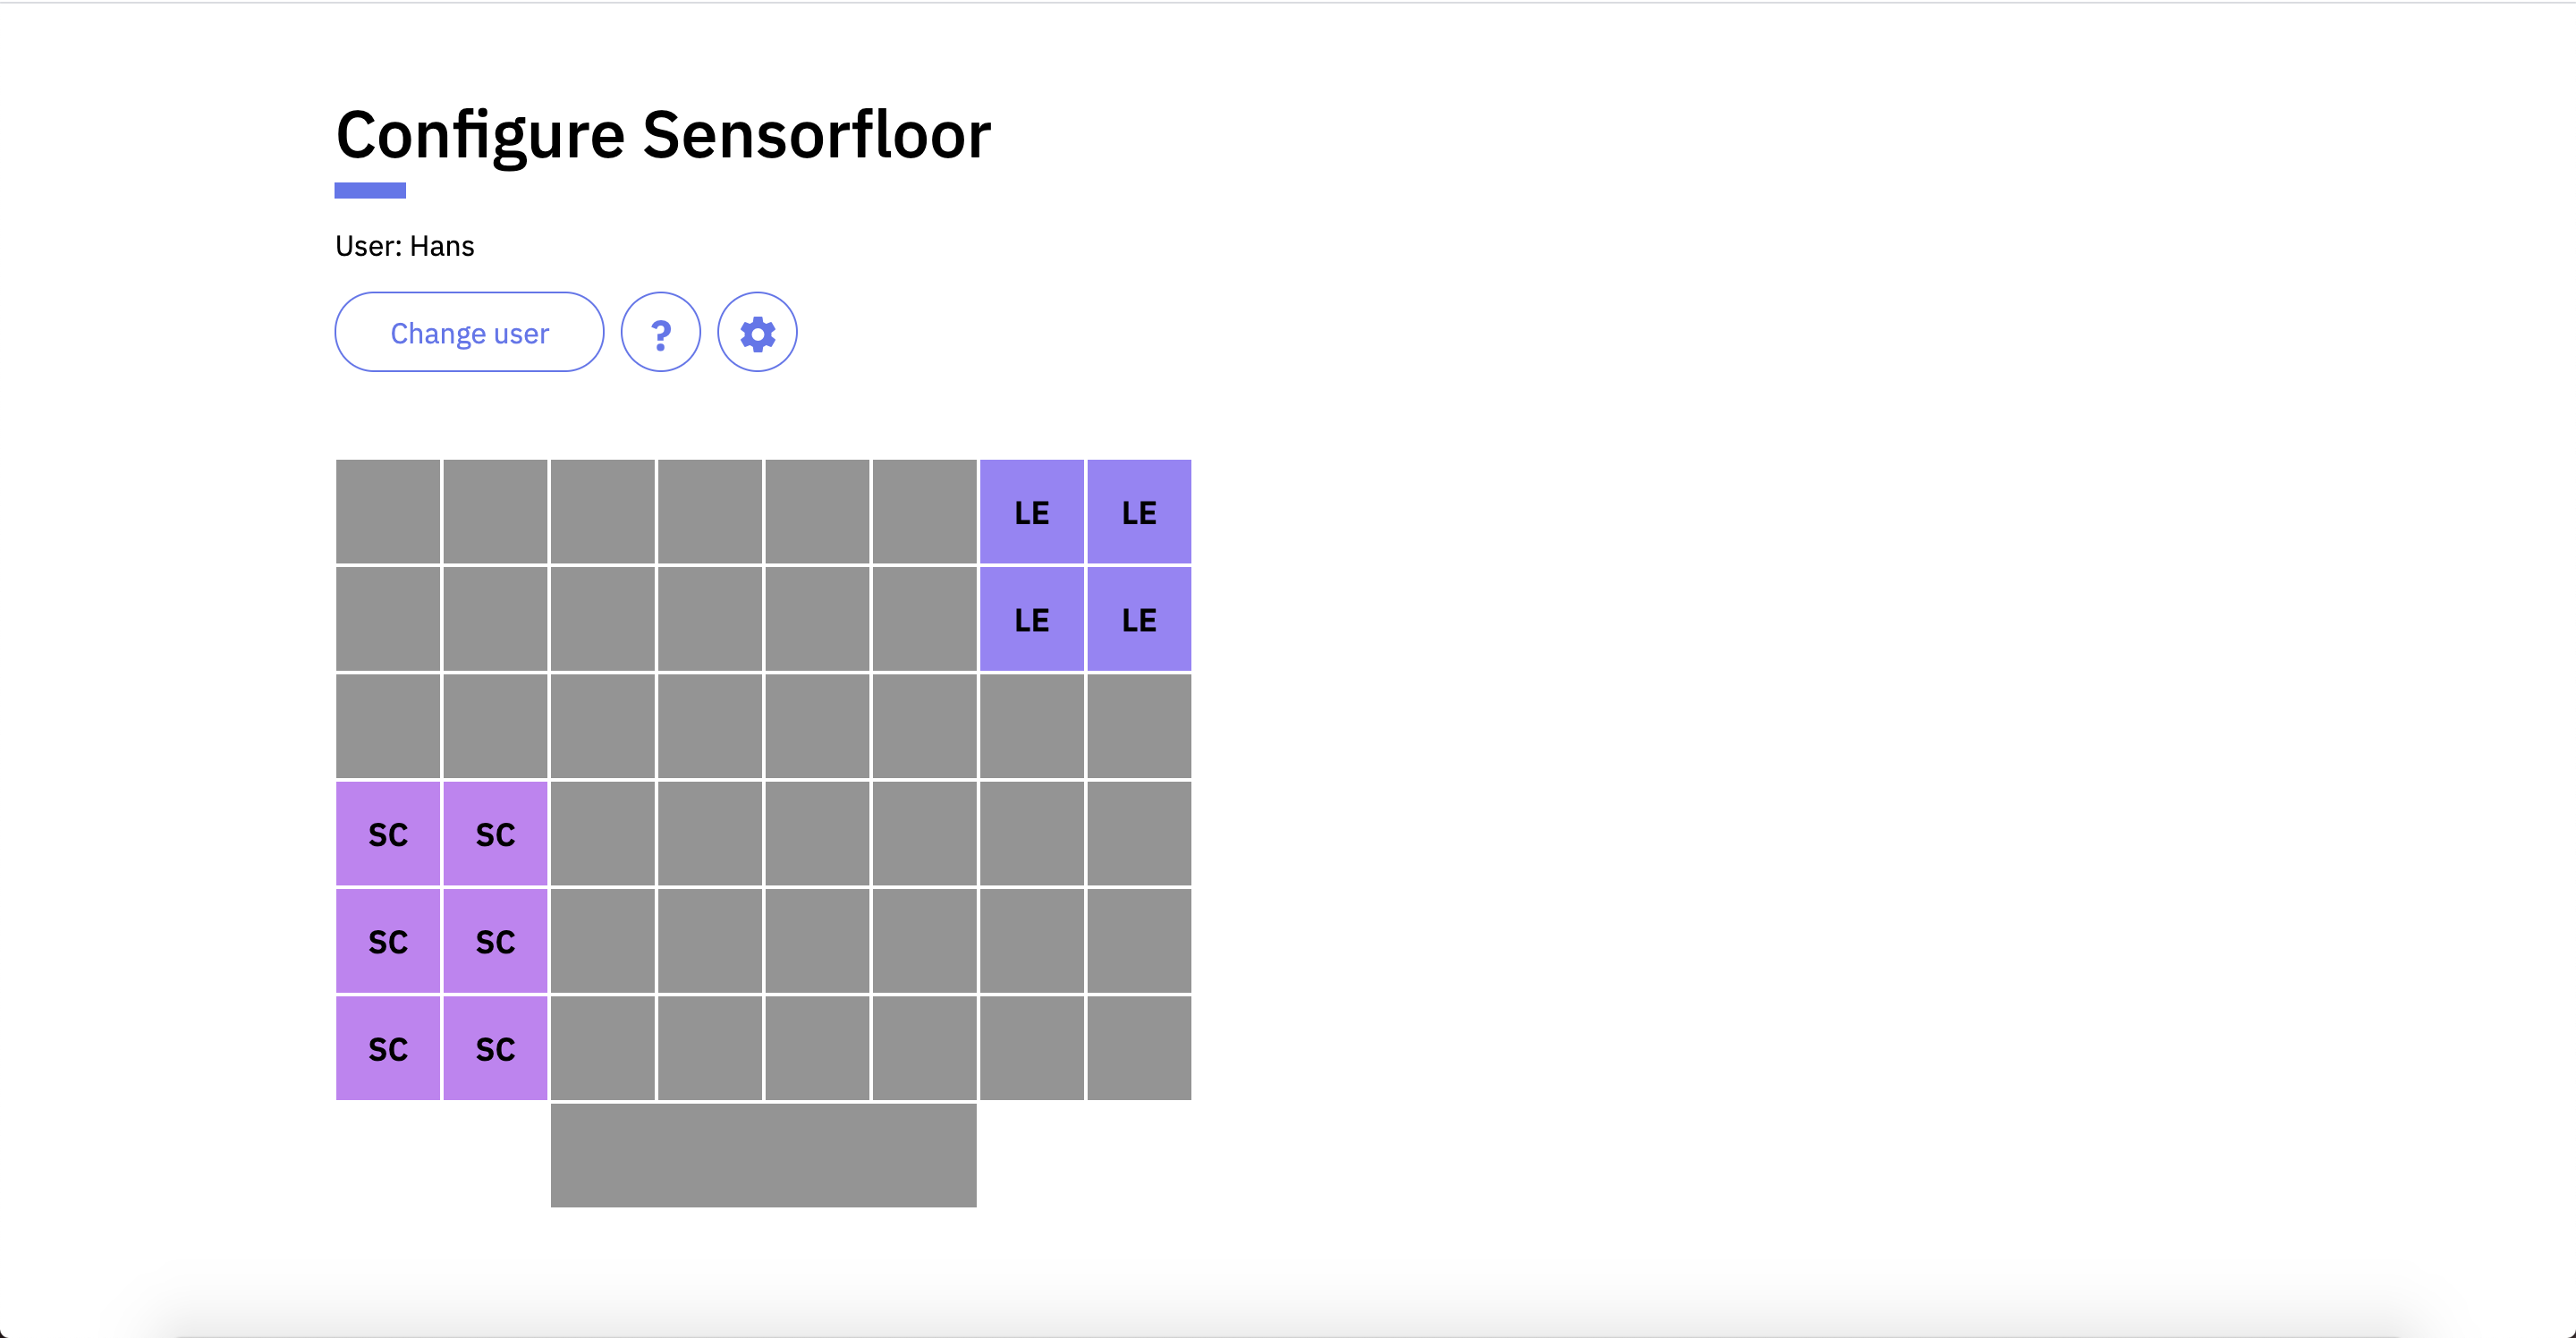 Configure Sensorfloor
User: Hans
Change user ?
LE LE
LE LE
SC SC
SC SC
SC SC